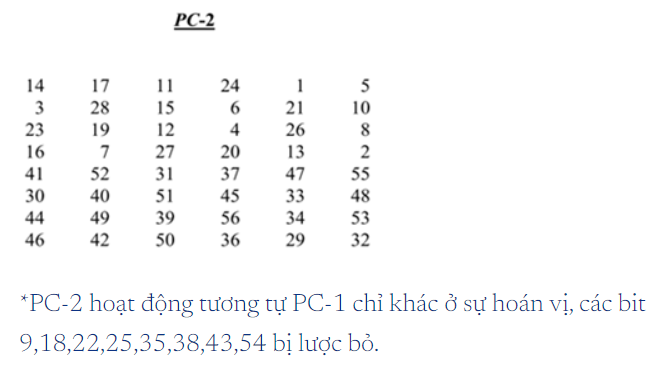 PC-2
14 17 11 24 1 5
3 28 15 6 21 10
23 19 12 4 26 8
16 7 27 20 13 2
41 52 31 37 47 55
30 40 51 45 33 48
44 49 39 56 34 53
46 42 50 36 29 32
*PC-2 hoạt động tương tự PC-1 chỉ khác ở sự hoán vị, các bit
9,18,22,25,35,38,43,54 bị lược bỏ.